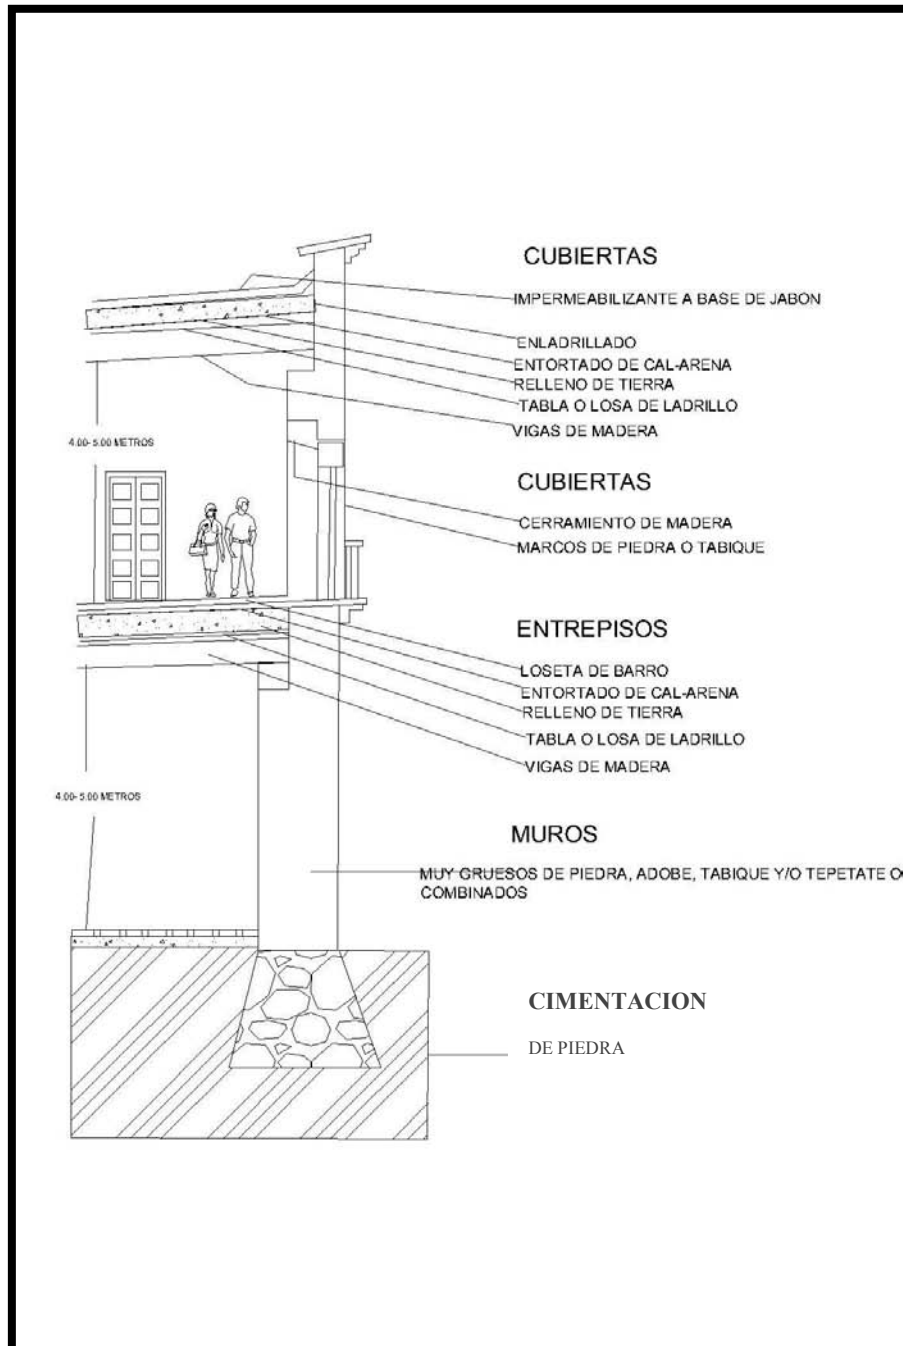 CUBIERTAS
IMPERMEABILIZANTE A BASE DE JABON
ENLADRILLADO
ENTORTADO DE CAL-ARENA
RELLENO DE TIERRA
TABLA O LOSA DE LADRILLO
VIGAS DE MADERA
4.00- 5.00 METROS
CUBIERTAS
CERRAMIENTO DE MADERA
MARCOS DE PIEDRA O TABIQUE
ENTREPISOS
LOSETA DE BARRO
ENTORTADO DE CAL-ARENA
RELLENO DE TIERRA
TABLA O LOSA DE LADRILLO
VIGAS DE MADERA
4.00- 5.00 METROS
MUROS
MUY GRUESOS DE PIEDRA, ADOBE, TABIQUE Y/O TEPETATE O
COMBINADOS
CIMENTACION
DE PIEDRA